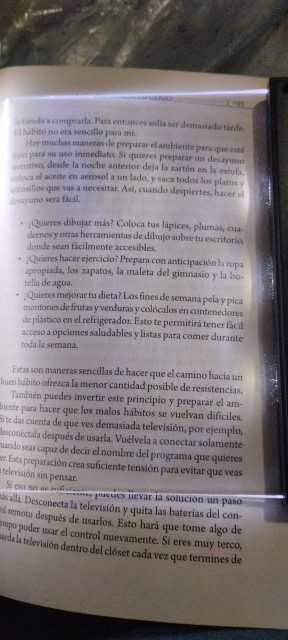 la tienda a comprarla. Para entonces solía ser demasiado tarde.
El hábito no era sencillo para mí.
Hay muchas maneras de preparar el ambiente para que esté
listo para su uso inmediato. Si quieres preparar un desayuno
nutritivo, desde la noche anterior deja la sartén en la estufa,
coloca el aceite en aerosol a un lado, y saca todos los platos y
utensilios que vas a necesitar. Así, cuando despiertes, hacer el
desayuno será fácil.
• ¿Quieres dibujar más? Coloca tus lápices, plumas, cua-
dernos y otras herramientas de dibujo sobre tu escritorio,
donde sean fácilmente accesibles.
• ¿Quieres hacer ejercicio? Prepara con anticipación la ropa
apropiada, los zapatos, la maleta del gimnasio y la bo-
tella de agua.
• ¿Quieres mejorar tu dieta? Los fines de semana pela y pica
montones de frutas y verduras y colócalos en contenedores
de plástico en el refrigerador. Esto te permitirá tener fácil
acceso a opciones saludables y listas para comer durante
toda la semana.
Estas son maneras sencillas de hacer que el camino hacia un
buen hábito ofrezca la menor cantidad posible de resistencias.
También puedes invertir este principio y preparar el am-
biente para hacer que los malos hábitos se vuelvan difíciles.
Si te das cuenta de que ves demasiada televisión, por ejemplo,
desconéctala después de usarla. Vuélvela a conectar solamente
cuando seas capaz de decir el nombre del programa que quieres
ver. Esta preparación crea suficiente tensión para evitar que veas
televisión sin pensar.
Si eso no es suficiente, puedes llevar la solución un paso
más allá. Desconecta la televisión y quita las baterías del con-
rol remoto después de usarlos. Esto hará que tome algo de
empo poder usar el control nuevamente. Si eres muy terco,
uarda la televisión dentro del clóset cada vez que termines de